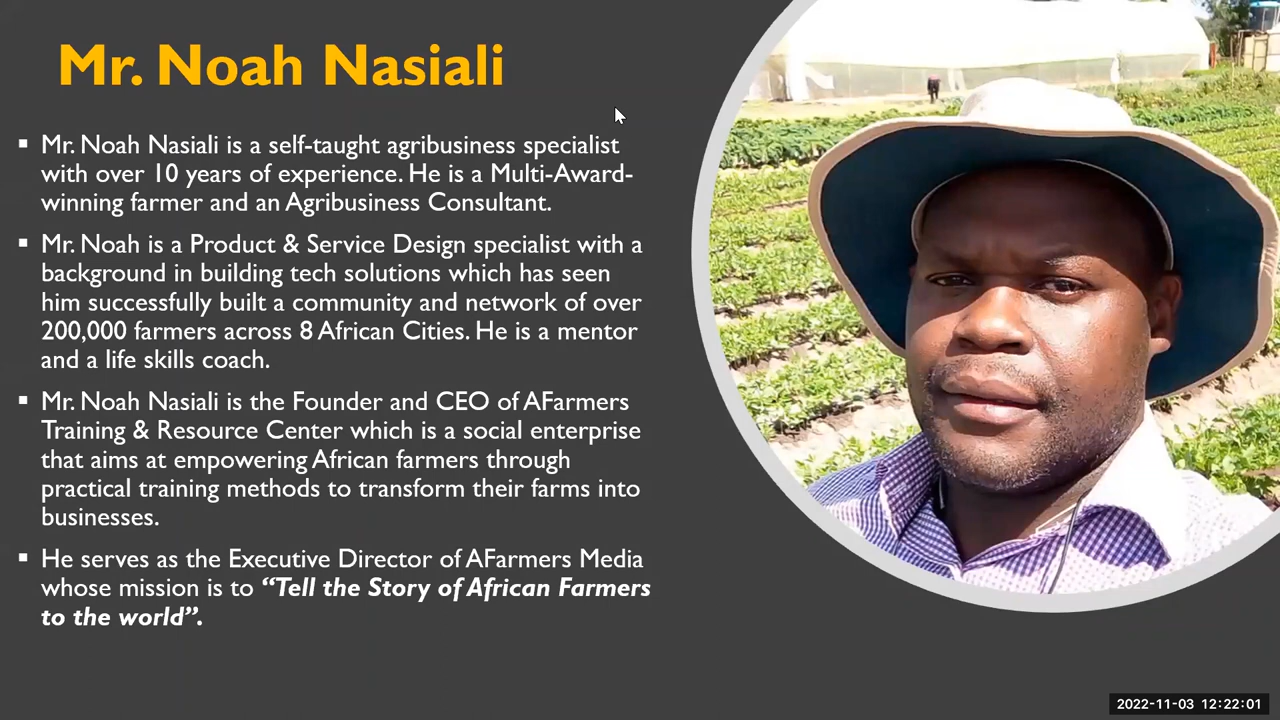 Mr. Noah Nasiali
▪ Mr. Noah Nasiali is a self-taught agribusiness specialist
with over 10 years of experience. He is a Multi-Award-
winning farmer and an Agribusiness Consultant.
▪ Mr. Noah is a Product & Service Design specialist with a
background in building tech solutions which has seen
him successfully built a community and network of over
200,000 farmers across 8 African Cities. He is a mentor
and a life skills coach.
▪ Mr. Noah Nasiali is the Founder and CEO of AFarmers
Training & Resource Center which is a social enterprise
that aims at empowering African farmers through
practical training methods to transform their farms into
businesses.
▪ He serves as the Executive Director of AFarmers Media
whose mission is to “Tell the Story of African Farmers
to the world”.
2022-11-03 12:22:01